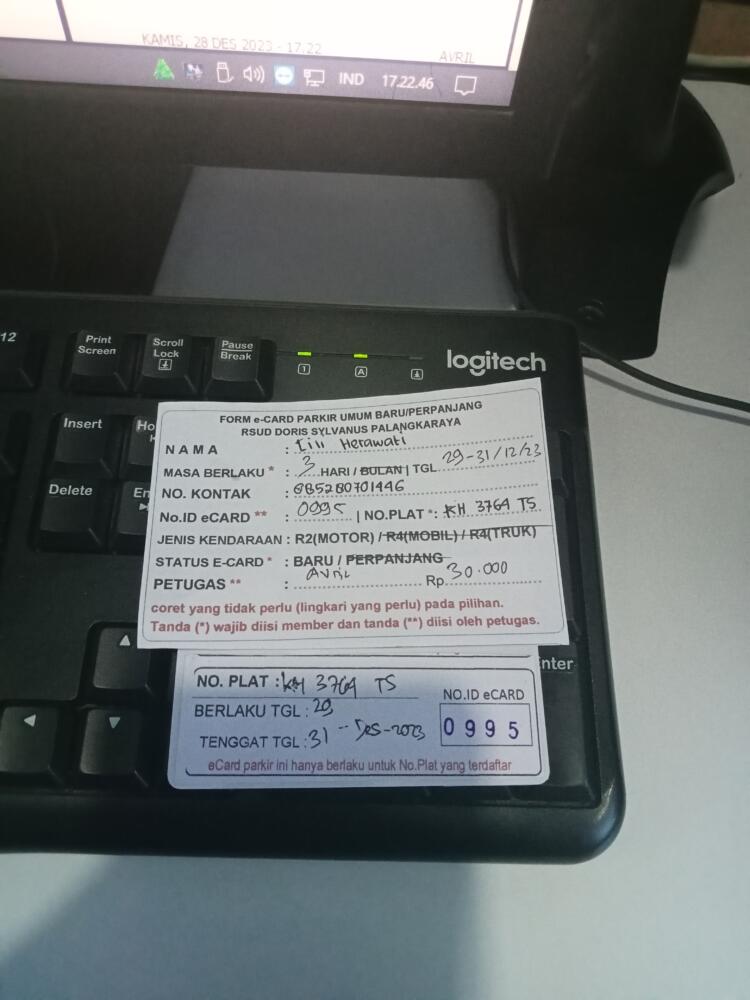 KAMIS, 28 DES 2023 - 17.22
AVRIL
IND 17.22.46
12
Print Screen
Scroll Lock
Pause Break
1 A
logitech
Insert
Ho
Delete
En
FORM e-CARD PARKIR UMUM BARU/PERPANJANG
RSUD DORIS SYLVANUS PALANGKARAYA
N A M A : Herawati
MASA BERLAKU * : 3 HARI / BULAN | TGL 29-31/12/23
NO. KONTAK : 085280701446
No.ID eCARD ** : 0995 | NO.PLAT *: KH 3764 TS
JENIS KENDARAAN : R2(MOTOR) / R4(MOBIL) / R4(TRUK)
STATUS E-CARD * : BARU / PERPANJANG
PETUGAS ** : Avril Rp. 30.000
coret yang tidak perlu (lingkari yang perlu) pada pilihan.
Tanda (*) wajib diisi member dan tanda (**) diisi oleh petugas.
Enter
NO. PLAT : KH 3764 TS
BERLAKU TGL : 29
NO.ID eCARD
TENGGAT TGL : 31 - Des - 2023
0995
eCard parkir ini hanya berlaku untuk No.Plat yang terdaftar